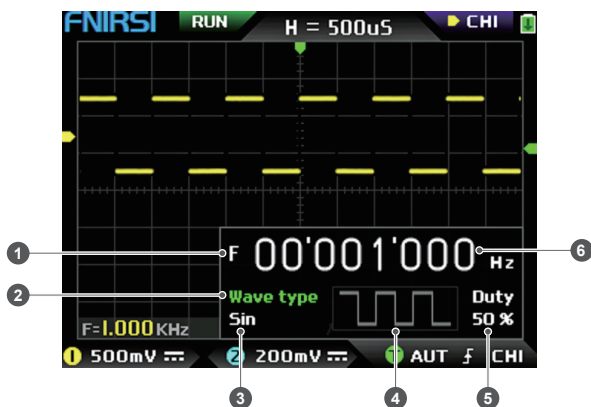 FNIRSI RUN H = 500uS CHI
F 00'001'000 Hz
Wave type Duty
Sin 50 %
F=1.000KHz
1 500mV 2 200mV T AUT CHI
1
2
3
4
5
6